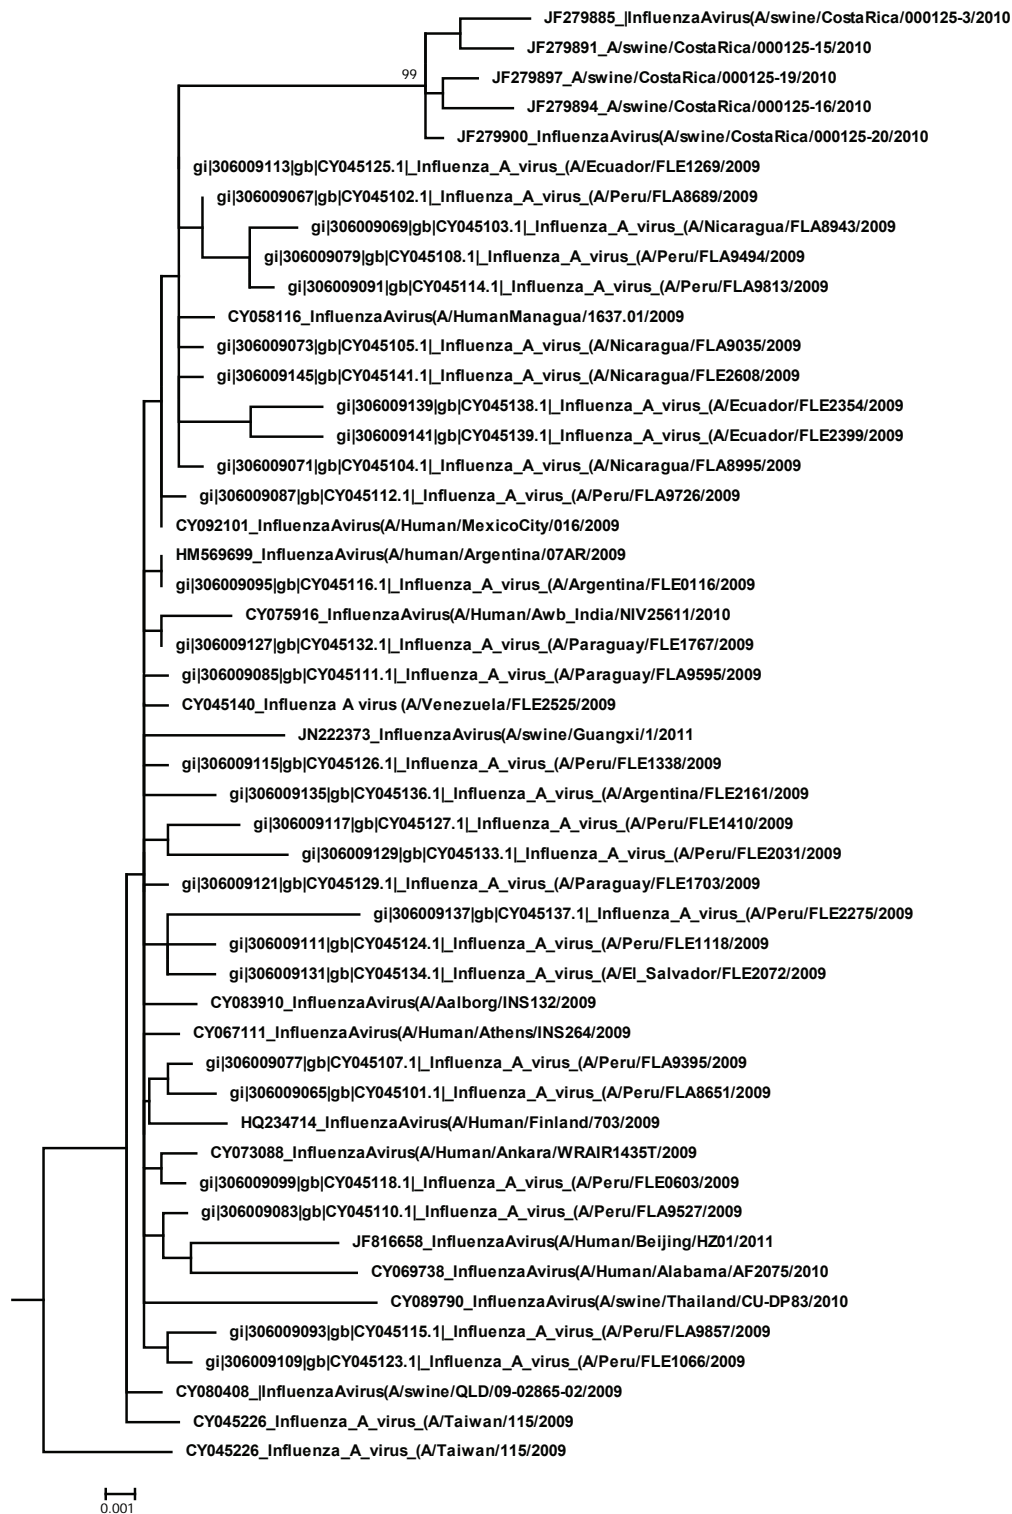 JF279885_|InfluenzaAvirus(A/swine/CostaRica/000125-3/2010
JF279891_A/swine/CostaRica/000125-15/2010
99
JF279897_A/swine/CostaRica/000125-19/2010
JF279894_A/swine/CostaRica/000125-16/2010
JF279900_InfluenzaAvirus(A/swine/CostaRica/000125-20/2010
gi|306009113|gb|CY045125.1|_Influenza_A_virus_(A/Ecuador/FLE1269/2009
gi|306009067|gb|CY045102.1|_Influenza_A_virus_(A/Peru/FLA8689/2009
gi|306009069|gb|CY045103.1|_Influenza_A_virus_(A/Nicaragua/FLA8943/2009
gi|306009079|gb|CY045108.1|_Influenza_A_virus_(A/Peru/FLA9494/2009
gi|306009091|gb|CY045114.1|_Influenza_A_virus_(A/Peru/FLA9813/2009
CY058116_InfluenzaAvirus(A/HumanManagua/1637.01/2009
gi|306009073|gb|CY045105.1|_Influenza_A_virus_(A/Nicaragua/FLA9035/2009
gi|306009145|gb|CY045141.1|_Influenza_A_virus_(A/Nicaragua/FLE2608/2009
gi|306009139|gb|CY045138.1|_Influenza_A_virus_(A/Ecuador/FLE2354/2009
gi|306009141|gb|CY045139.1|_Influenza_A_virus_(A/Ecuador/FLE2399/2009
gi|306009071|gb|CY045104.1|_Influenza_A_virus_(A/Nicaragua/FLA8995/2009
gi|306009087|gb|CY045112.1|_Influenza_A_virus_(A/Peru/FLA9726/2009
CY092101_InfluenzaAvirus(A/Human/MexicoCity/016/2009
HM569699_InfluenzaAvirus(A/human/Argentina/07AR/2009
gi|306009095|gb|CY045116.1|_Influenza_A_virus_(A/Argentina/FLE0116/2009
CY075916_InfluenzaAvirus(A/Human/Awb_India/NIV25611/2010
gi|306009127|gb|CY045132.1|_Influenza_A_virus_(A/Paraguay/FLE1767/2009
gi|306009085|gb|CY045111.1|_Influenza_A_virus_(A/Paraguay/FLA9595/2009
CY045140_Influenza A virus (A/Venezuela/FLE2525/2009
JN222373_InfluenzaAvirus(A/swine/Guangxi/1/2011
gi|306009115|gb|CY045126.1|_Influenza_A_virus_(A/Peru/FLE1338/2009
gi|306009135|gb|CY045136.1|_Influenza_A_virus_(A/Argentina/FLE2161/2009
gi|306009117|gb|CY045127.1|_Influenza_A_virus_(A/Peru/FLE1410/2009
gi|306009129|gb|CY045133.1|_Influenza_A_virus_(A/Peru/FLE2031/2009
gi|306009121|gb|CY045129.1|_Influenza_A_virus_(A/Paraguay/FLE1703/2009
gi|306009137|gb|CY045137.1|_Influenza_A_virus_(A/Peru/FLE2275/2009
gi|306009111|gb|CY045124.1|_Influenza_A_virus_(A/Peru/FLE1118/2009
gi|306009131|gb|CY045134.1|_Influenza_A_virus_(A/El_Salvador/FLE2072/2009
CY083910_InfluenzaAvirus(A/Aalborg/INS132/2009
CY067111_InfluenzaAvirus(A/Human/Athens/INS264/2009
gi|306009077|gb|CY045107.1|_Influenza_A_virus_(A/Peru/FLA9395/2009
gi|306009065|gb|CY045101.1|_Influenza_A_virus_(A/Peru/FLA8651/2009
HQ234714_InfluenzaAvirus(A/Human/Finland/703/2009
CY073088_InfluenzaAvirus(A/Human/Ankara/WRAIR1435T/2009
gi|306009099|gb|CY045118.1|_Influenza_A_virus_(A/Peru/FLE0603/2009
gi|306009083|gb|CY045110.1|_Influenza_A_virus_(A/Peru/FLA9527/2009
JF816658_InfluenzaAvirus(A/Human/Beijing/HZ01/2011
CY069738_InfluenzaAvirus(A/Human/Alabama/AF2075/2010
CY089790_InfluenzaAvirus(A/swine/Thailand/CU-DP83/2010
gi|306009093|gb|CY045115.1|_Influenza_A_virus_(A/Peru/FLA9857/2009
gi|306009109|gb|CY045123.1|_Influenza_A_virus_(A/Peru/FLE1066/2009
CY080408_|InfluenzaAvirus(A/swine/QLD/09-02865-02/2009
CY045226_Influenza_A_virus_(A/Taiwan/115/2009
CY045226_Influenza_A_virus_(A/Taiwan/115/2009
0.001